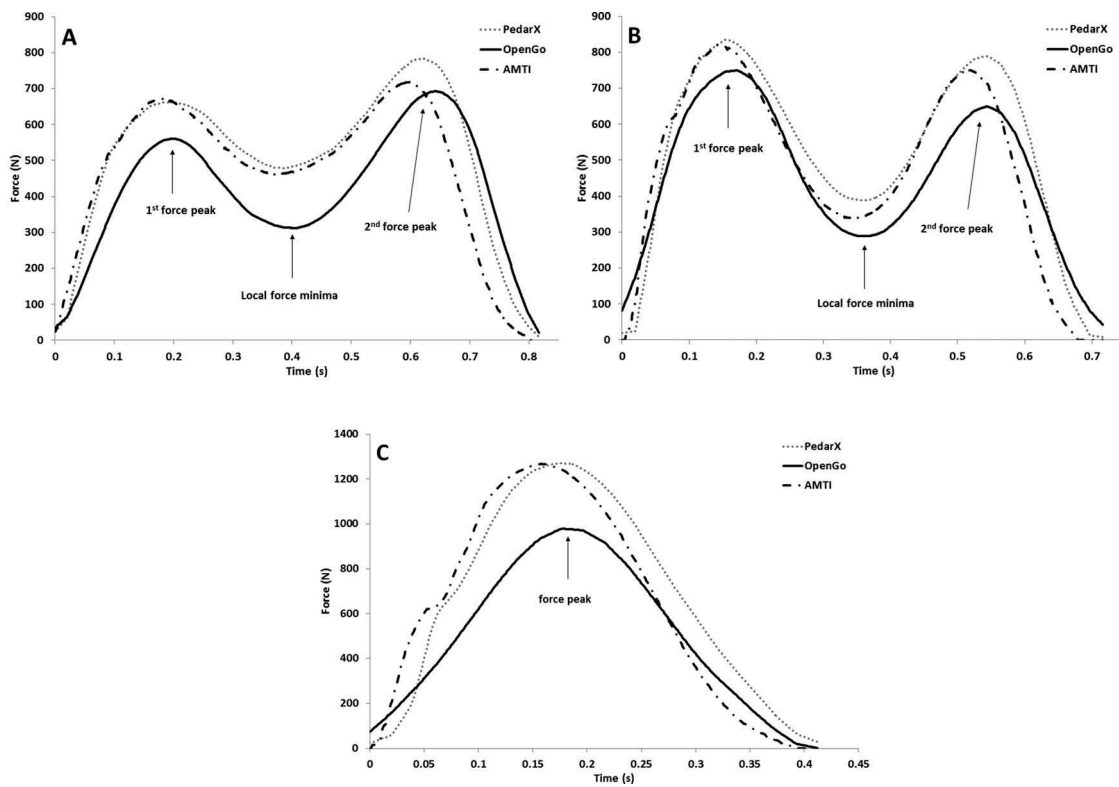 A
PedarX
OpenGo
AMTI
900
800
700
600
500
400
300
200
100
0
Force (N)
1st force peak
Local force minima
2nd force peak
0 0.1 0.2 0.3 0.4 0.5 0.6 0.7 0.8
Time (s)
B
PedarX
OpenGo
AMTI
900
800
700
600
500
400
300
200
100
0
Force (N)
1st force peak
Local force minima
2nd force peak
0 0.1 0.2 0.3 0.4 0.5 0.6 0.7
Time (s)
C
PedarX
OpenGo
AMTI
1400
1200
1000
800
600
400
200
0
Force (N)
force peak
0 0.05 0.1 0.15 0.2 0.25 0.3 0.35 0.4 0.45
Time (s)